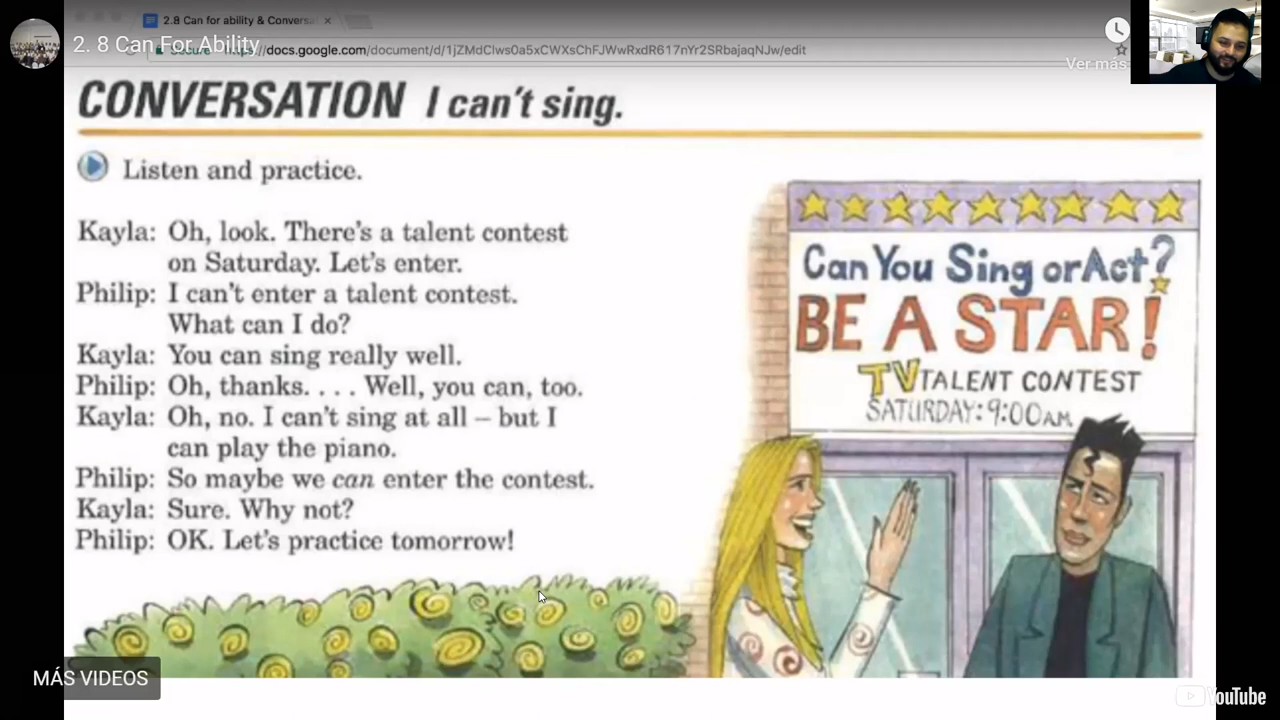 2.8 Can for ability & Conversa
2. 8 Can For Ability
docs.google.com/document/d/1jZMdClwsOa5xCWXsChFJWwRxdR617nYr2SRbajaqNJw/edit
Ver más
CONVERSATION I can't sing.
Listen and practice.
Kayla: Oh, look. There's a talent contest
on Saturday. Let's enter.
Philip: I can't enter a talent contest.
What can I do?
Kayla: You can sing really well.
Philip: Oh, thanks. . . . Well, you can, too.
Kayla: Oh, no. I can't sing at all – but I
can play the piano.
Philip: So maybe we can enter the contest.
Kayla: Sure. Why not?
Philip: OK. Let's practice tomorrow!
Can You Sing or Act?
BE A STAR!
TV TALENT CONTEST
SATURDAY: 9:00 AM
MÁS VIDEOS
YouTube